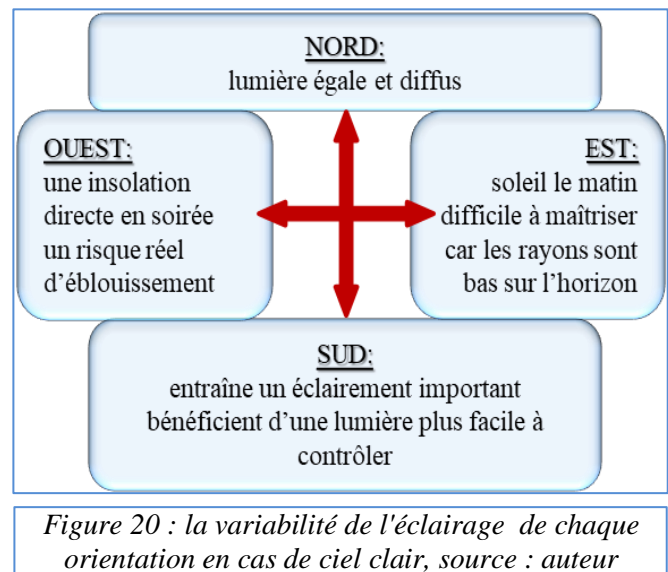 NORD:
lumière égale et diffus
OUEST:
une insolation
directe en soirée
un risque réel
d'éblouissement
EST:
soleil le matin
difficile à maîtriser
car les rayons sont
bas sur l'horizon
SUD:
entraîne un éclairement important
bénéficient d'une lumière plus facile à
contrôler
Figure 20 : la variabilité de l'éclairage de chaque
orientation en cas de ciel clair, source : auteur